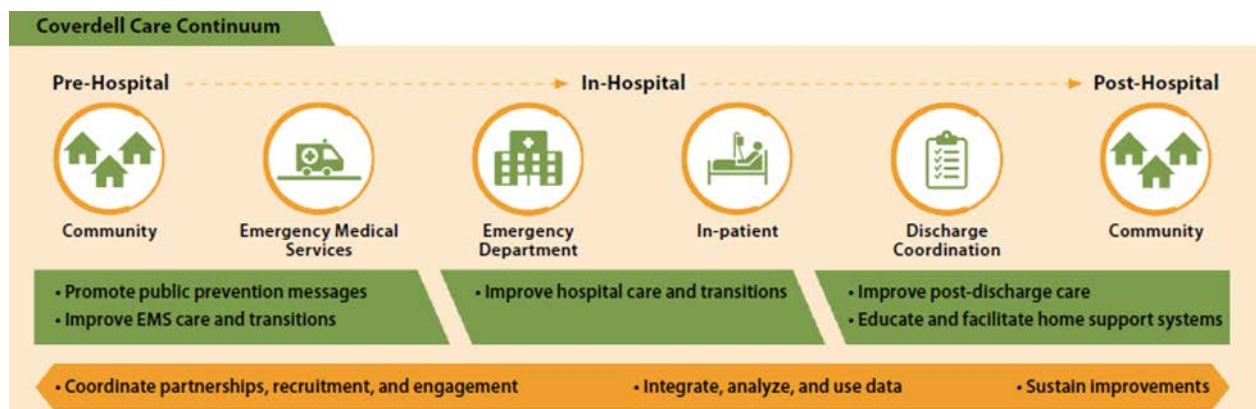 Coverdell Care Continuum
Pre-Hospital
In-Hospital
Post-Hospital
Community
Emergency Medical
Services
Emergency
Department
In-patient
Discharge
Coordination
Community
• Promote public prevention messages
• Improve EMS care and transitions
• Improve hospital care and transitions
• Improve post-discharge care
• Educate and facilitate home support systems
• Coordinate partnerships, recruitment, and engagement
• Integrate, analyze, and use data
• Sustain improvements